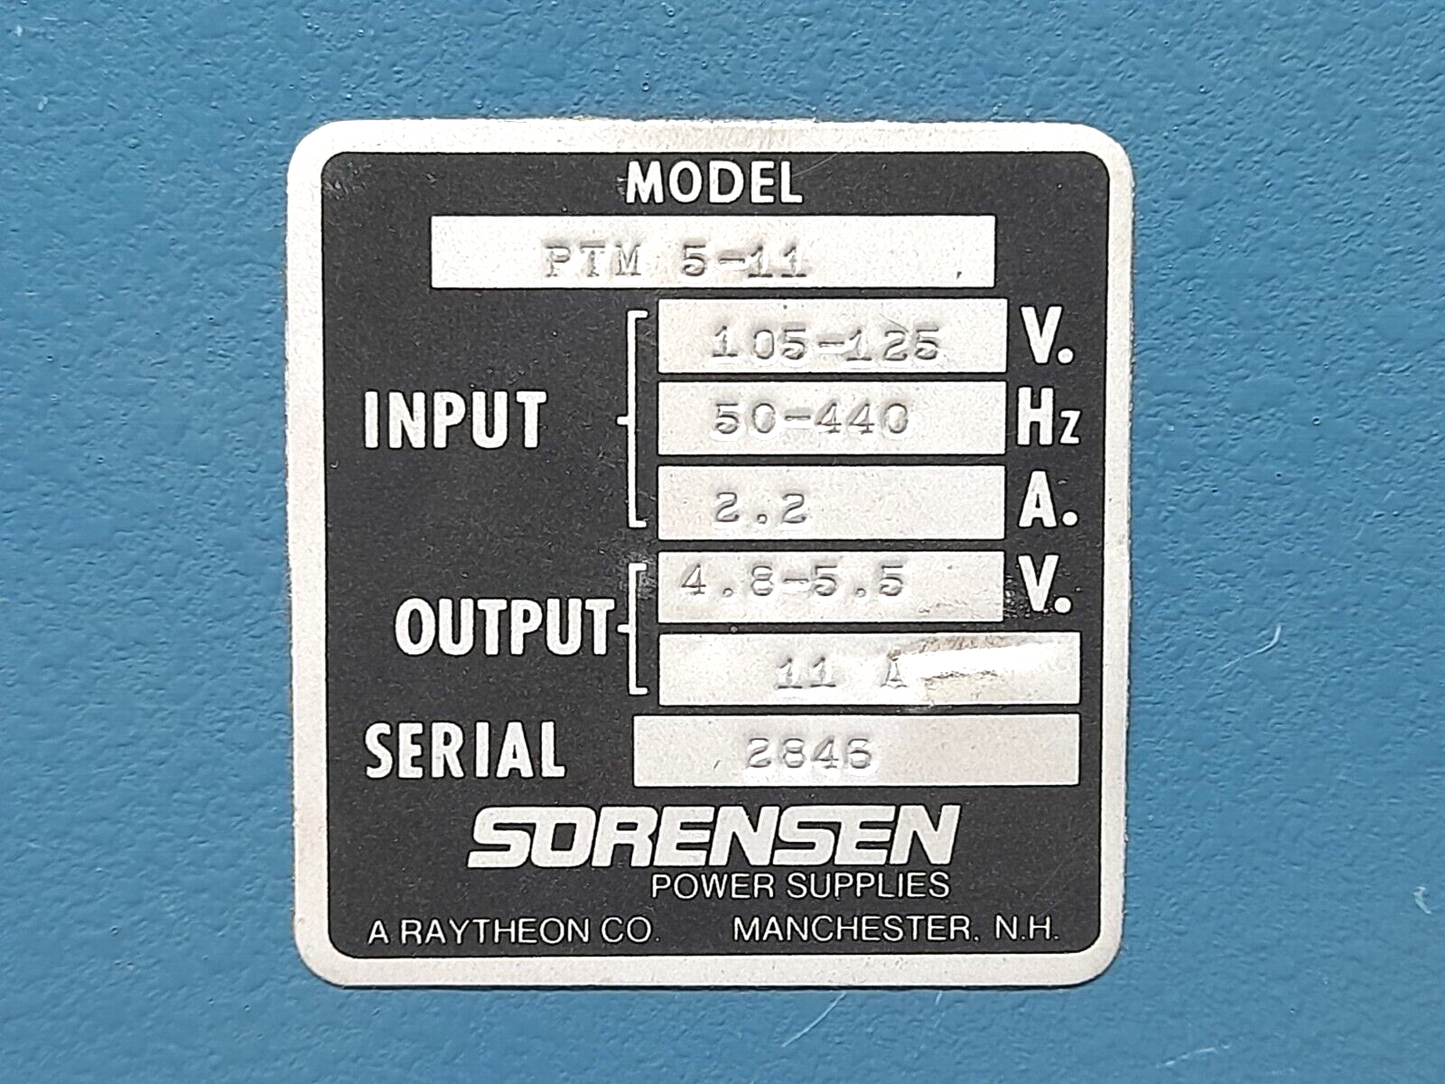 MODEL
PTM 5-11
INPUT
105-125 V.
50-440 Hz
2.2 A.
OUTPUT
4.8-5.5 V.
11 A
SERIAL 2846
SORENSEN
POWER SUPPLIES
A RAYTHEON CO. MANCHESTER, N.H.